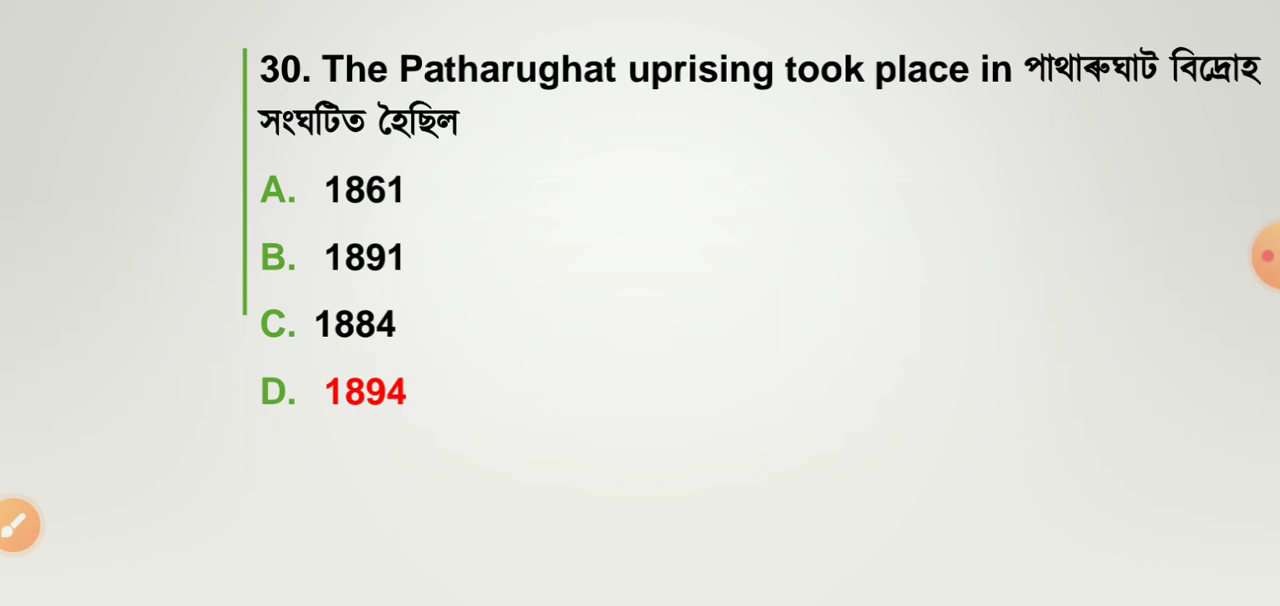 30. The Patharughat uprising took place in পাথাৰুঘাট বিদ্ৰোহ
সংঘটিত হৈছিল
A. 1861
B. 1891
C. 1884
D. 1894